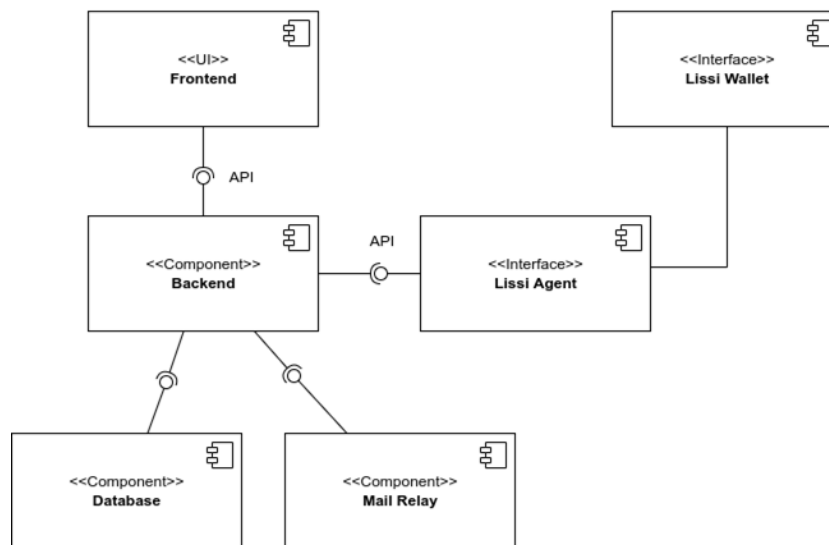 <<UI>>
Frontend
<<Interface>>
Lissi Wallet
API
<<Component>>
Backend
API
<<Interface>>
Lissi Agent
<<Component>>
Database
<<Component>>
Mail Relay